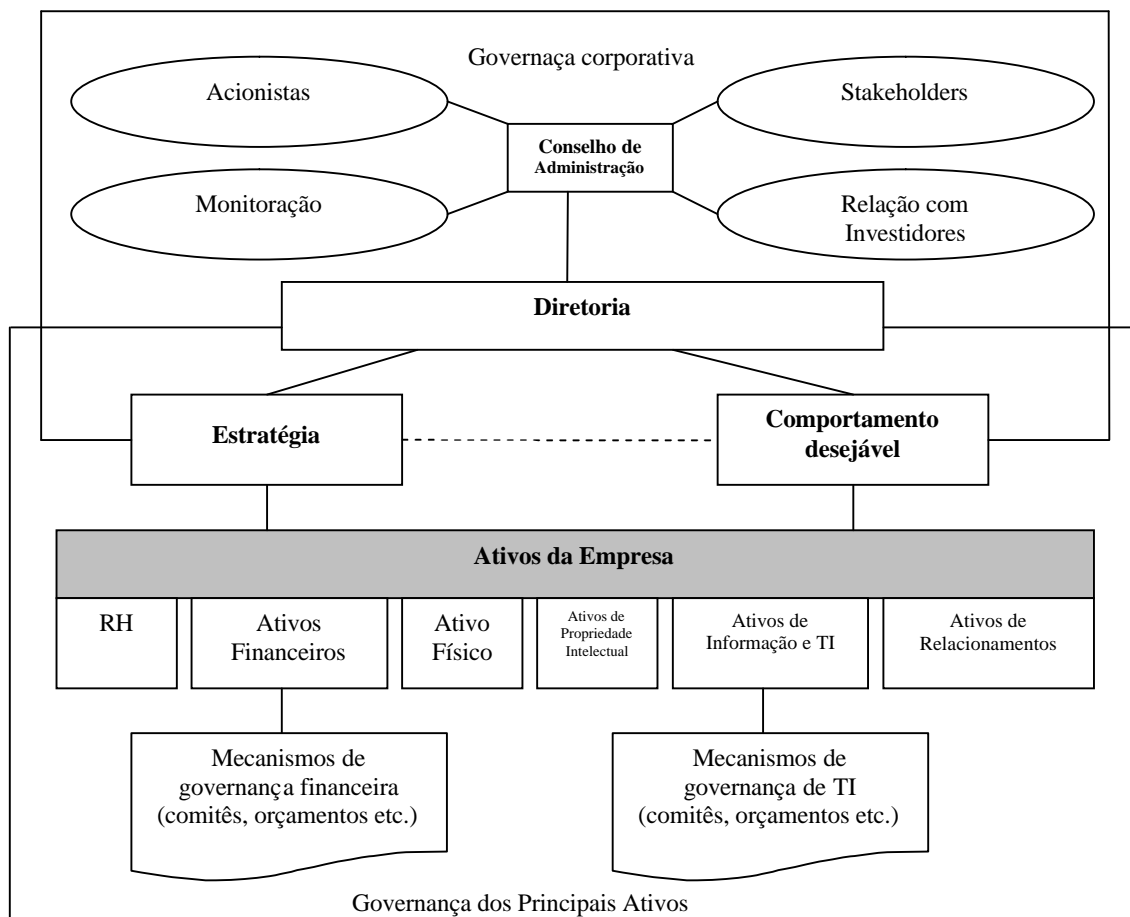 Governaça corporativa
Acionistas
Stakeholders
Conselho de
Administração
Monitoração
Relação com
Investidores
Diretoria
Estratégia
Comportamento
desejável
Ativos da Empresa
RH
Ativos
Financeiros
Ativo
Físico
Ativos de
Propriedade
Intelectual
Ativos de
Informação e TI
Ativos de
Relacionamentos
Mecanismos de
governança financeira
(comitês, orçamentos etc.)
Mecanismos de
governança de TI
(comitês, orçamentos etc.)
Governança dos Principais Ativos